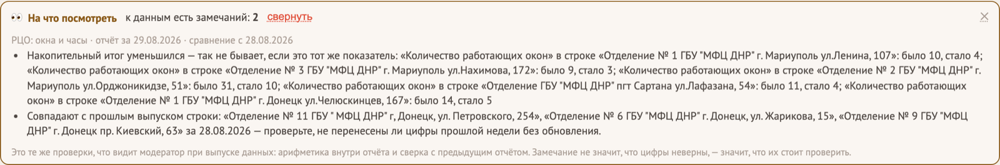 На что посмотреть к данным есть замечаний: 2 свернуть
РЦО: окна и часы · отчёт за 29.08.2026 · сравнение с 28.08.2026
• Накопительный итог уменьшился — так не бывает, если это тот же показатель: «Количество работающих окон» в строке «Отделение № 1 ГБУ "МФЦ ДНР" г. Мариуполь ул.Ленина, 107»: было 10, стало 4;
«Количество работающих окон» в строке «Отделение № 3 ГБУ "МФЦ ДНР" г. Мариуполь ул.Нахимова, 172»: было 9, стало 3; «Количество работающих окон» в строке «Отделение № 2 ГБУ "МФЦ ДНР" г.
Мариуполь ул.Орджоникидзе, 51»: было 31, стало 10; «Количество работающих окон» в строке «Отделение ГБУ "МФЦ ДНР" пгт Сартана ул.Лафазана, 54»: было 11, стало 4; «Количество работающих
окон» в строке «Отделение № 1 ГБУ "МФЦ ДНР" г. Донецк ул.Челюскинцев, 167»: было 14, стало 5
• Совпадают с прошлым выпуском строки: «Отделение № 11 ГБУ " МФЦ ДНР" г, Донецк, ул. Петровского, 254», «Отделение № 6 ГБУ "МФЦ ДНР" г. Донецк, ул. Жарикова, 15», «Отделение № 9 ГБУ "МФЦ
ДНР" г. Донецк пр. Киевский, 63» за 28.08.2026 — проверьте, не перенесены ли цифры прошлой недели без обновления.
Это те же проверки, что видит модератор при выпуске данных: арифметика внутри отчёта и сверка с предыдущим отчётом. Замечание не значит, что цифры неверны, — значит, что их стоит проверить.